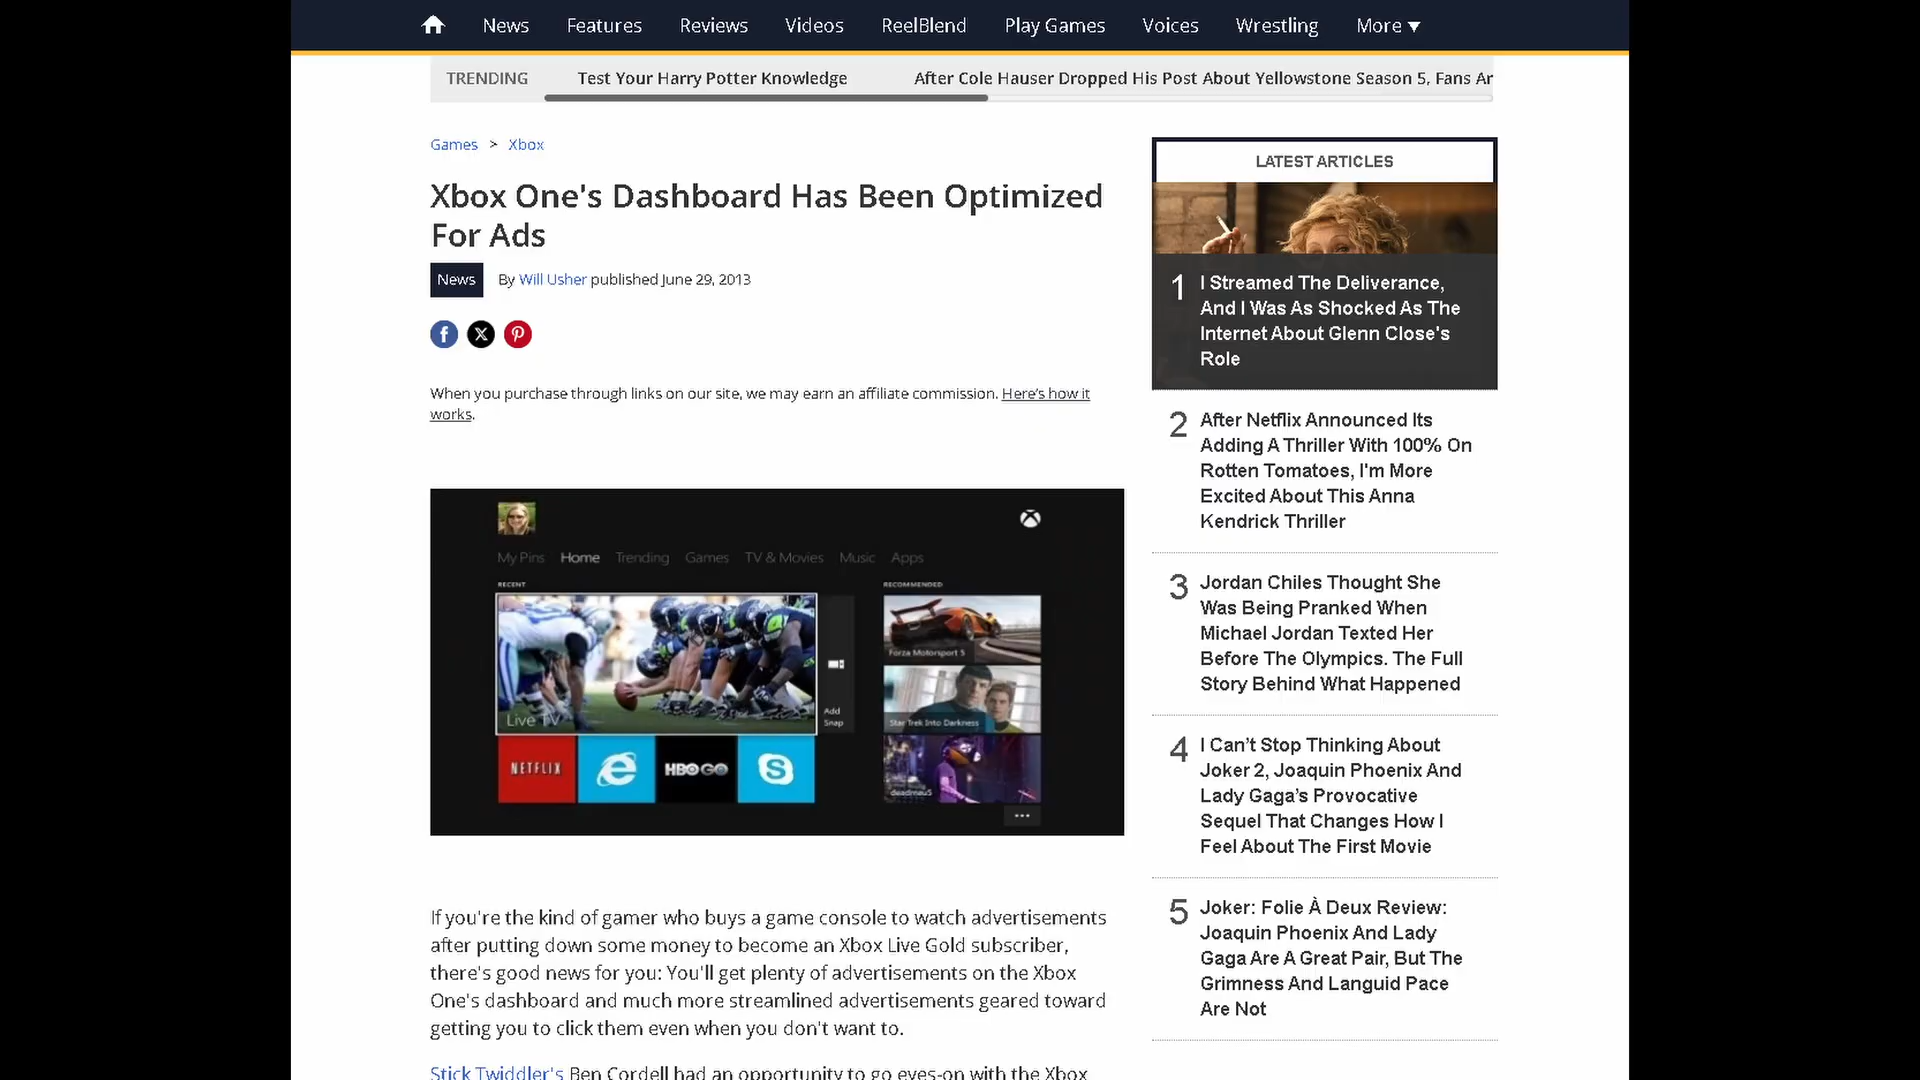 News Features Reviews Videos ReelBlend Play Games Voices Wrestling More ▼
TRENDING Test Your Harry Potter Knowledge After Cole Hauser Dropped His Post About Yellowstone Season 5, Fans Ar
Games > Xbox
Xbox One's Dashboard Has Been Optimized
For Ads
News By Will Usher published June 29, 2013
When you purchase through links on our site, we may earn an affiliate commission. Here's how it
works.
My Pins Home Trending Games TV & Movies Music Apps
RECENT
RECOMMENDED
Live TV
Add
Snap
Forza Motorsport 5
Star Trek Into Darkness
deadmau5
NETFLIX
HBO GO
If you're the kind of gamer who buys a game console to watch advertisements
after putting down some money to become an Xbox Live Gold subscriber,
there's good news for you: You'll get plenty of advertisements on the Xbox
One's dashboard and much more streamlined advertisements geared toward
getting you to click them even when you don't want to.
Stick Twiddler's Ben Cordell had an opportunity to go eyes-on with the Xbox
LATEST ARTICLES
1 I Streamed The Deliverance,
And I Was As Shocked As The
Internet About Glenn Close's
Role
2 After Netflix Announced Its
Adding A Thriller With 100% On
Rotten Tomatoes, I'm More
Excited About This Anna
Kendrick Thriller
3 Jordan Chiles Thought She
Was Being Pranked When
Michael Jordan Texted Her
Before The Olympics. The Full
Story Behind What Happened
4 I Can't Stop Thinking About
Joker 2, Joaquin Phoenix And
Lady Gaga's Provocative
Sequel That Changes How I
Feel About The First Movie
5 Joker: Folie À Deux Review:
Joaquin Phoenix And Lady
Gaga Are A Great Pair, But The
Grimness And Languid Pace
Are Not